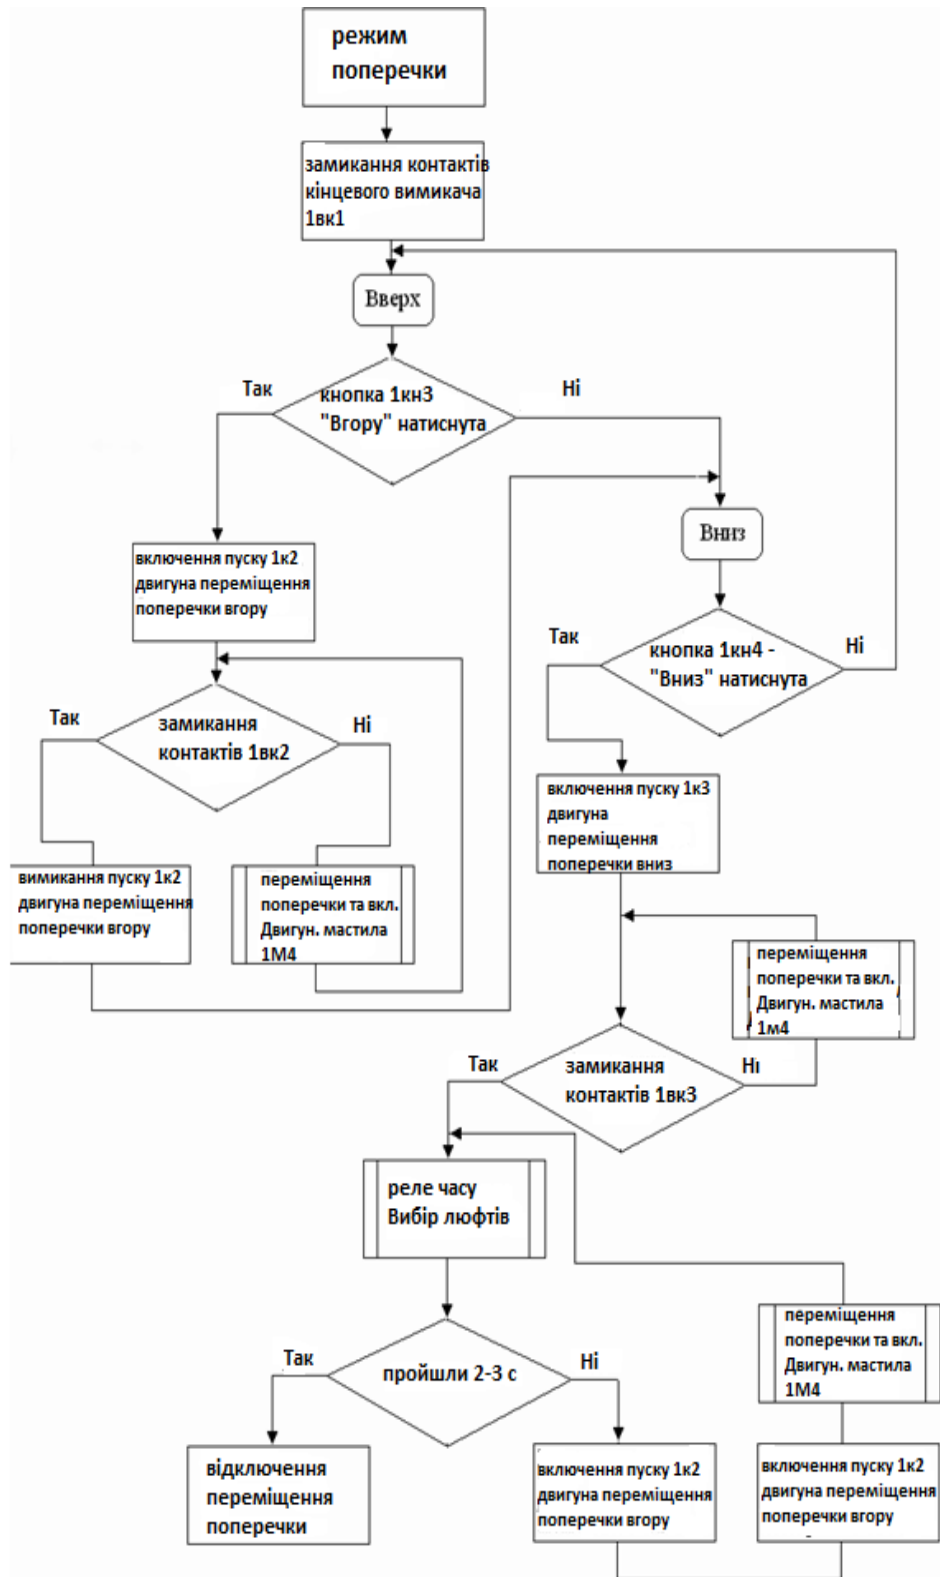 режим
поперечки
замикання контактів
кінцевого вимикача
1вк1
Вверх
Так
кнопка 1кн3
"Вгору" натиснута
Ні
Вниз
включення пуску 1к2
двигуна переміщення
поперечки вгору
Так
кнопка 1кн4 -
"Вниз" натиснута
Ні
Так
замикання
контактів 1вк2
Ні
включення пуску 1к3
двигуна
переміщення
поперечки вниз
вимикання пуску 1к2
двигуна переміщення
поперечки вгору
переміщення
поперечки та вкл.
Двигун. мастила
1М4
переміщення
поперечки та вкл.
Двигун. мастила
1м4
Так
замикання
контактів 1вк3
Ні
реле часу
Вибір люфтів
переміщення
поперечки та вкл.
Двигун. мастила
1М4
Так
пройшли 2-3 с
Ні
відключення
переміщення
поперечки
включення пуску 1к2
двигуна переміщення
поперечки вгору
включення пуску 1к2
двигуна переміщення
поперечки вгору